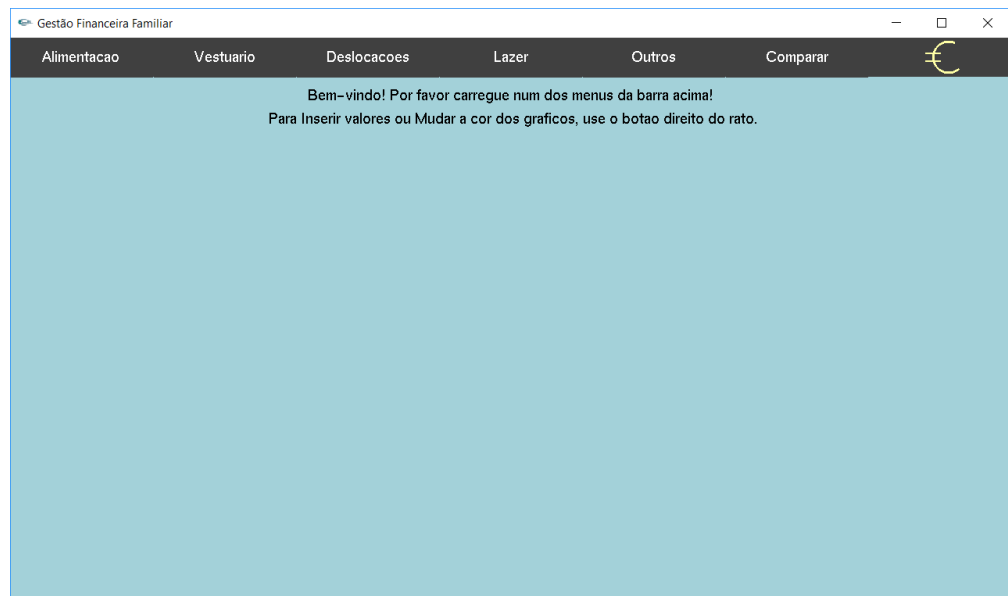 Gestão Financeira Familiar
Alimentacao Vestuario Deslocacoes Lazer Outros Comparar €
Bem-vindo! Por favor carregue num dos menus da barra acima!
Para Inserir valores ou Mudar a cor dos graficos, use o botao direito do rato.